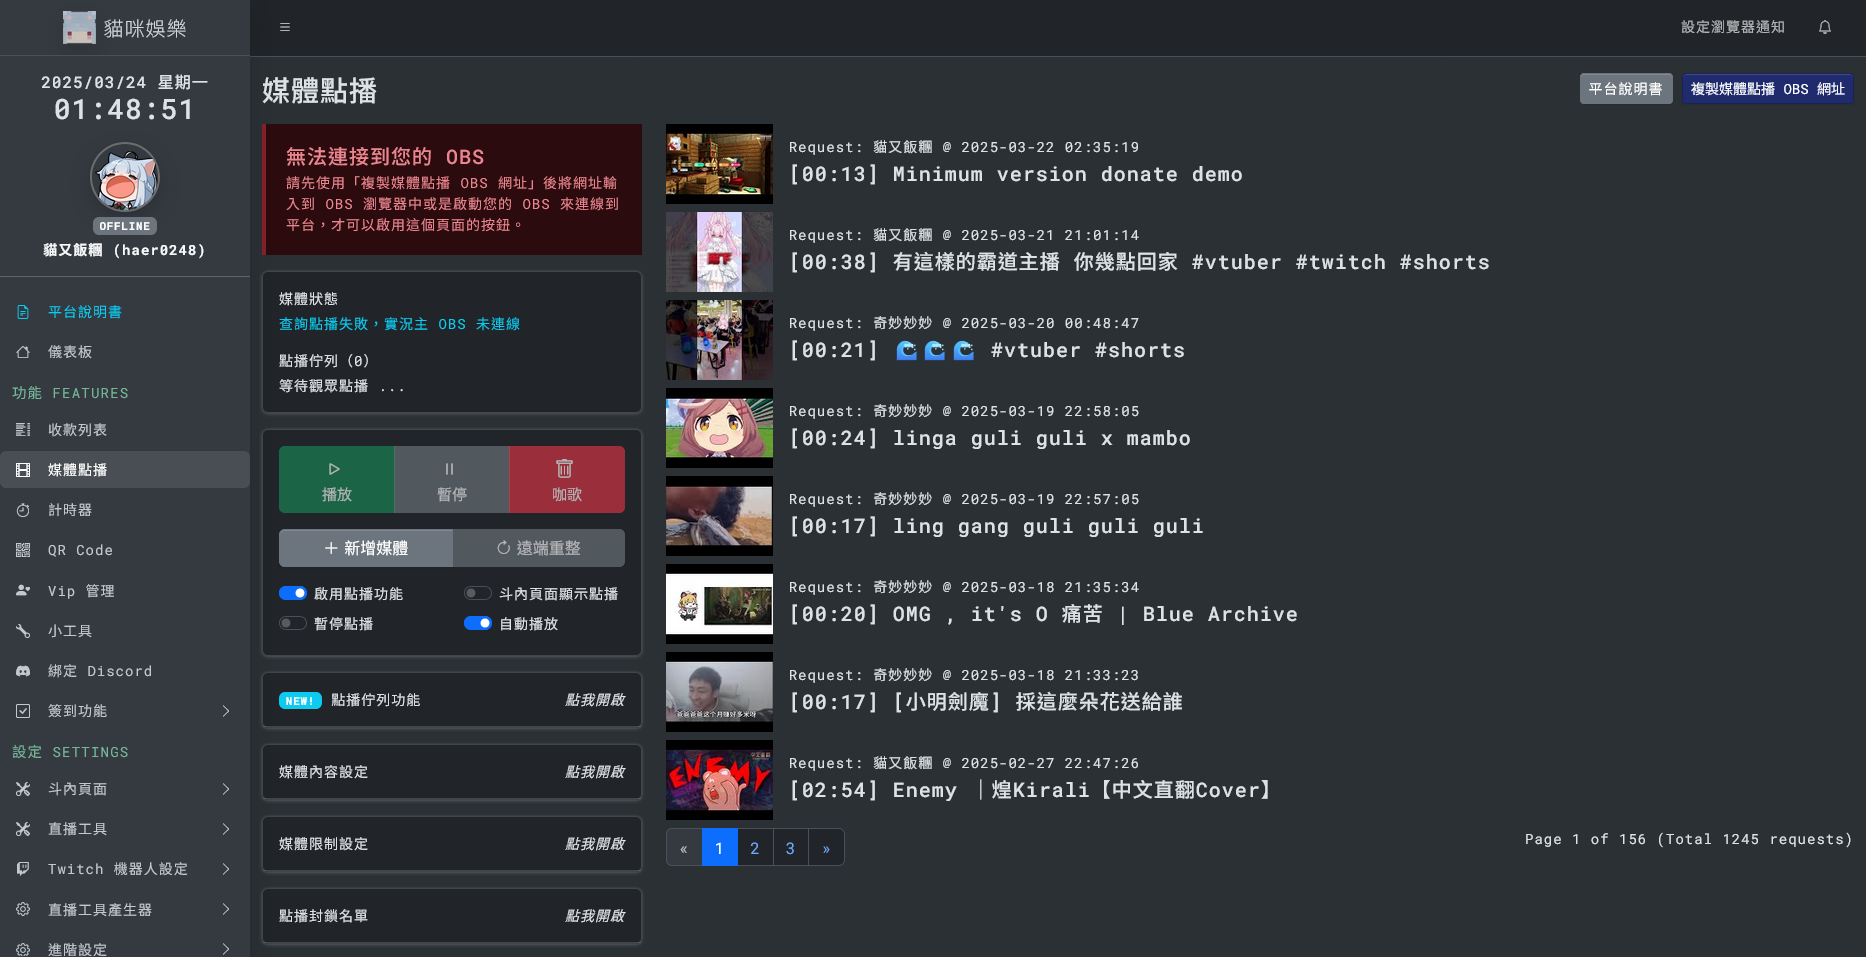 貓咪娛樂
設定瀏覽器通知
2025/03/24 星期一
01:48:51
OFFLINE
貓又飯糰 (haer0248)
平台說明書
儀表板
功能 FEATURES
收款列表
媒體點播
計時器
QR Code
Vip 管理
小工具
綁定 Discord
簽到功能
設定 SETTINGS
斗內頁面
直播工具
Twitch 機器人設定
直播工具產生器
進階設定
媒體點播
平台說明書
複製媒體點播 OBS 網址
無法連接到您的 OBS
請先使用「複製媒體點播 OBS 網址」後將網址輸
入到 OBS 瀏覽器中或是啟動您的 OBS 來連線到
平台，才可以啟用這個頁面的按鈕。
媒體狀態
查詢點播失敗，實況主 OBS 未連線
點播佇列 (0)
等待觀眾點播 ...
播放
暫停
咖歌
新增媒體
遠端重整
啟用點播功能
斗內頁面顯示點播
暫停點播
自動播放
NEW! 點播佇列功能
點我開啟
媒體內容設定
點我開啟
媒體限制設定
點我開啟
點播封鎖名單
點我開啟
Request: 貓又飯糰 @ 2025-03-22 02:35:19
[00:13] Minimum version donate demo
Request: 貓又飯糰 @ 2025-03-21 21:01:14
[00:38] 有這樣的霸道主播 你幾點回家 #vtuber #twitch #shorts
Request: 奇妙妙妙 @ 2025-03-20 00:48:47
[00:21] 🌊🌊🌊 #vtuber #shorts
Request: 奇妙妙妙 @ 2025-03-19 22:58:05
[00:24] linga guli guli x mambo
Request: 奇妙妙妙 @ 2025-03-19 22:57:05
[00:17] ling gang guli guli guli
Request: 奇妙妙妙 @ 2025-03-18 21:35:34
[00:20] OMG , it's O 痛苦 | Blue Archive
Request: 奇妙妙妙 @ 2025-03-18 21:33:23
[00:17] [小明劍魔] 採這麼朵花送給誰
ENEMY
Request: 貓又飯糰 @ 2025-02-27 22:47:26
[02:54] Enemy ｜煌Kirali【中文直翻Cover】
« 1 2 3 »
Page 1 of 156 (Total 1245 requests)